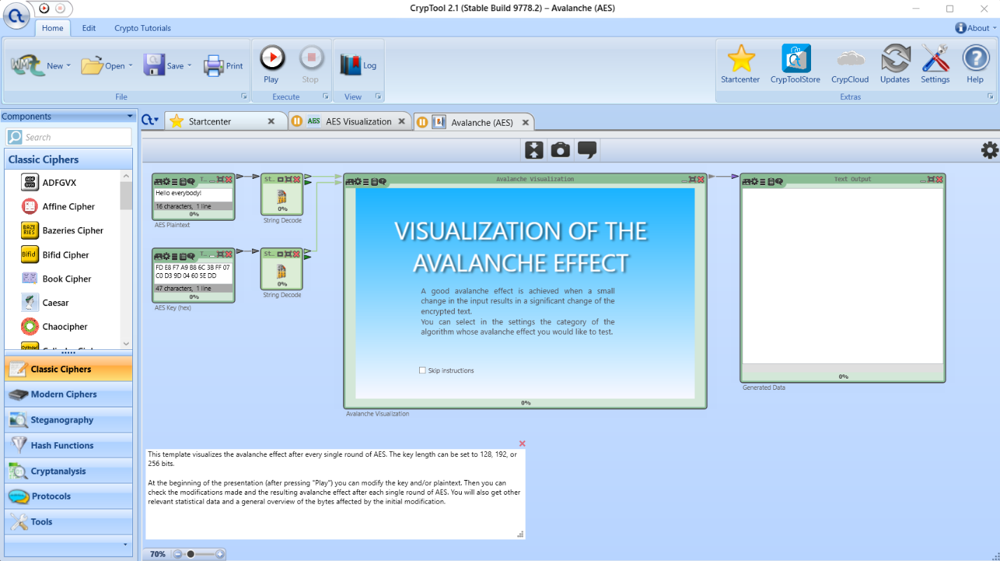 CrypTool 2.1 (Stable Build 9778.2) – Avalanche (AES)
Home Edit Crypto Tutorials About
New Open Save Print Play Stop Log Startcenter CrypToolStore CrypCloud Updates Settings Help
File Execute View Extras
Components
Startcenter AES AES Visualization Avalanche (AES)
Search
Classic Ciphers
ADFGVX
Affine Cipher
BAZE RIES Bazeries Cipher
Bifid Bifid Cipher
Book Cipher
Caesar
Chaocipher
Classic Ciphers
Modern Ciphers
Steganography
Hash Functions
Cryptanalysis
Protocols
Tools
T...
Hello everybody!
16 characters, 1 line
0%
AES Plaintext
St...
0%
String Decode
T...
FD E8 F7 A9 B8 6C 3B FF 07
C0 D3 9D 04 60 5E DD
47 characters, 1 line
0%
AES Key (hex)
St...
0%
String Decode
Avalanche Visualization
VISUALIZATION OF THE
AVALANCHE EFFECT
A good avalanche effect is achieved when a small
change in the input results in a significant change of the
encrypted text.
You can select in the settings the category of the
algorithm whose avalanche effect you would like to test.
Skip instructions
0%
Avalanche Visualization
Text Output
0%
Generated Data
This template visualizes the avalanche effect after every single round of AES. The key length can be set to 128, 192, or
256 bits.
At the beginning of the presentation (after pressing "Play") you can modify the key and/or plaintext. Then you can
check the modifications made and the resulting avalanche effect after each single round of AES. You will also get other
relevant statistical data and a general overview of the bytes affected by the initial modification.
70%